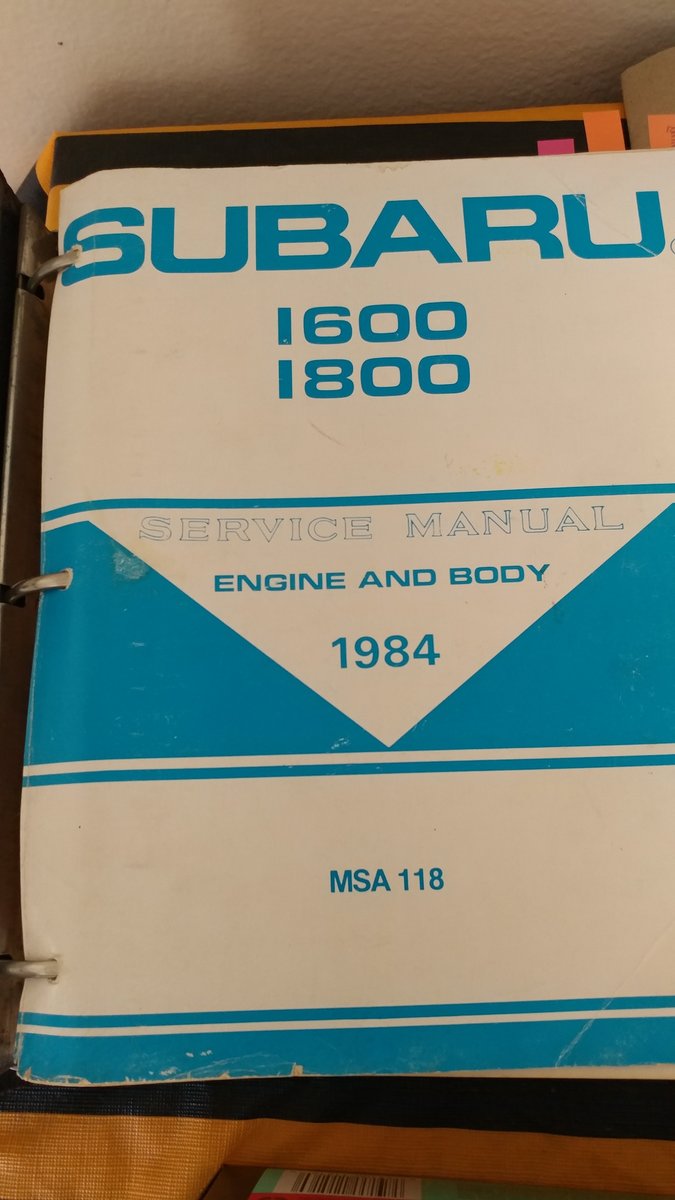 SUBARU
1600
1800
SERVICE MANUAL
ENGINE AND BODY
1984
MSA 118